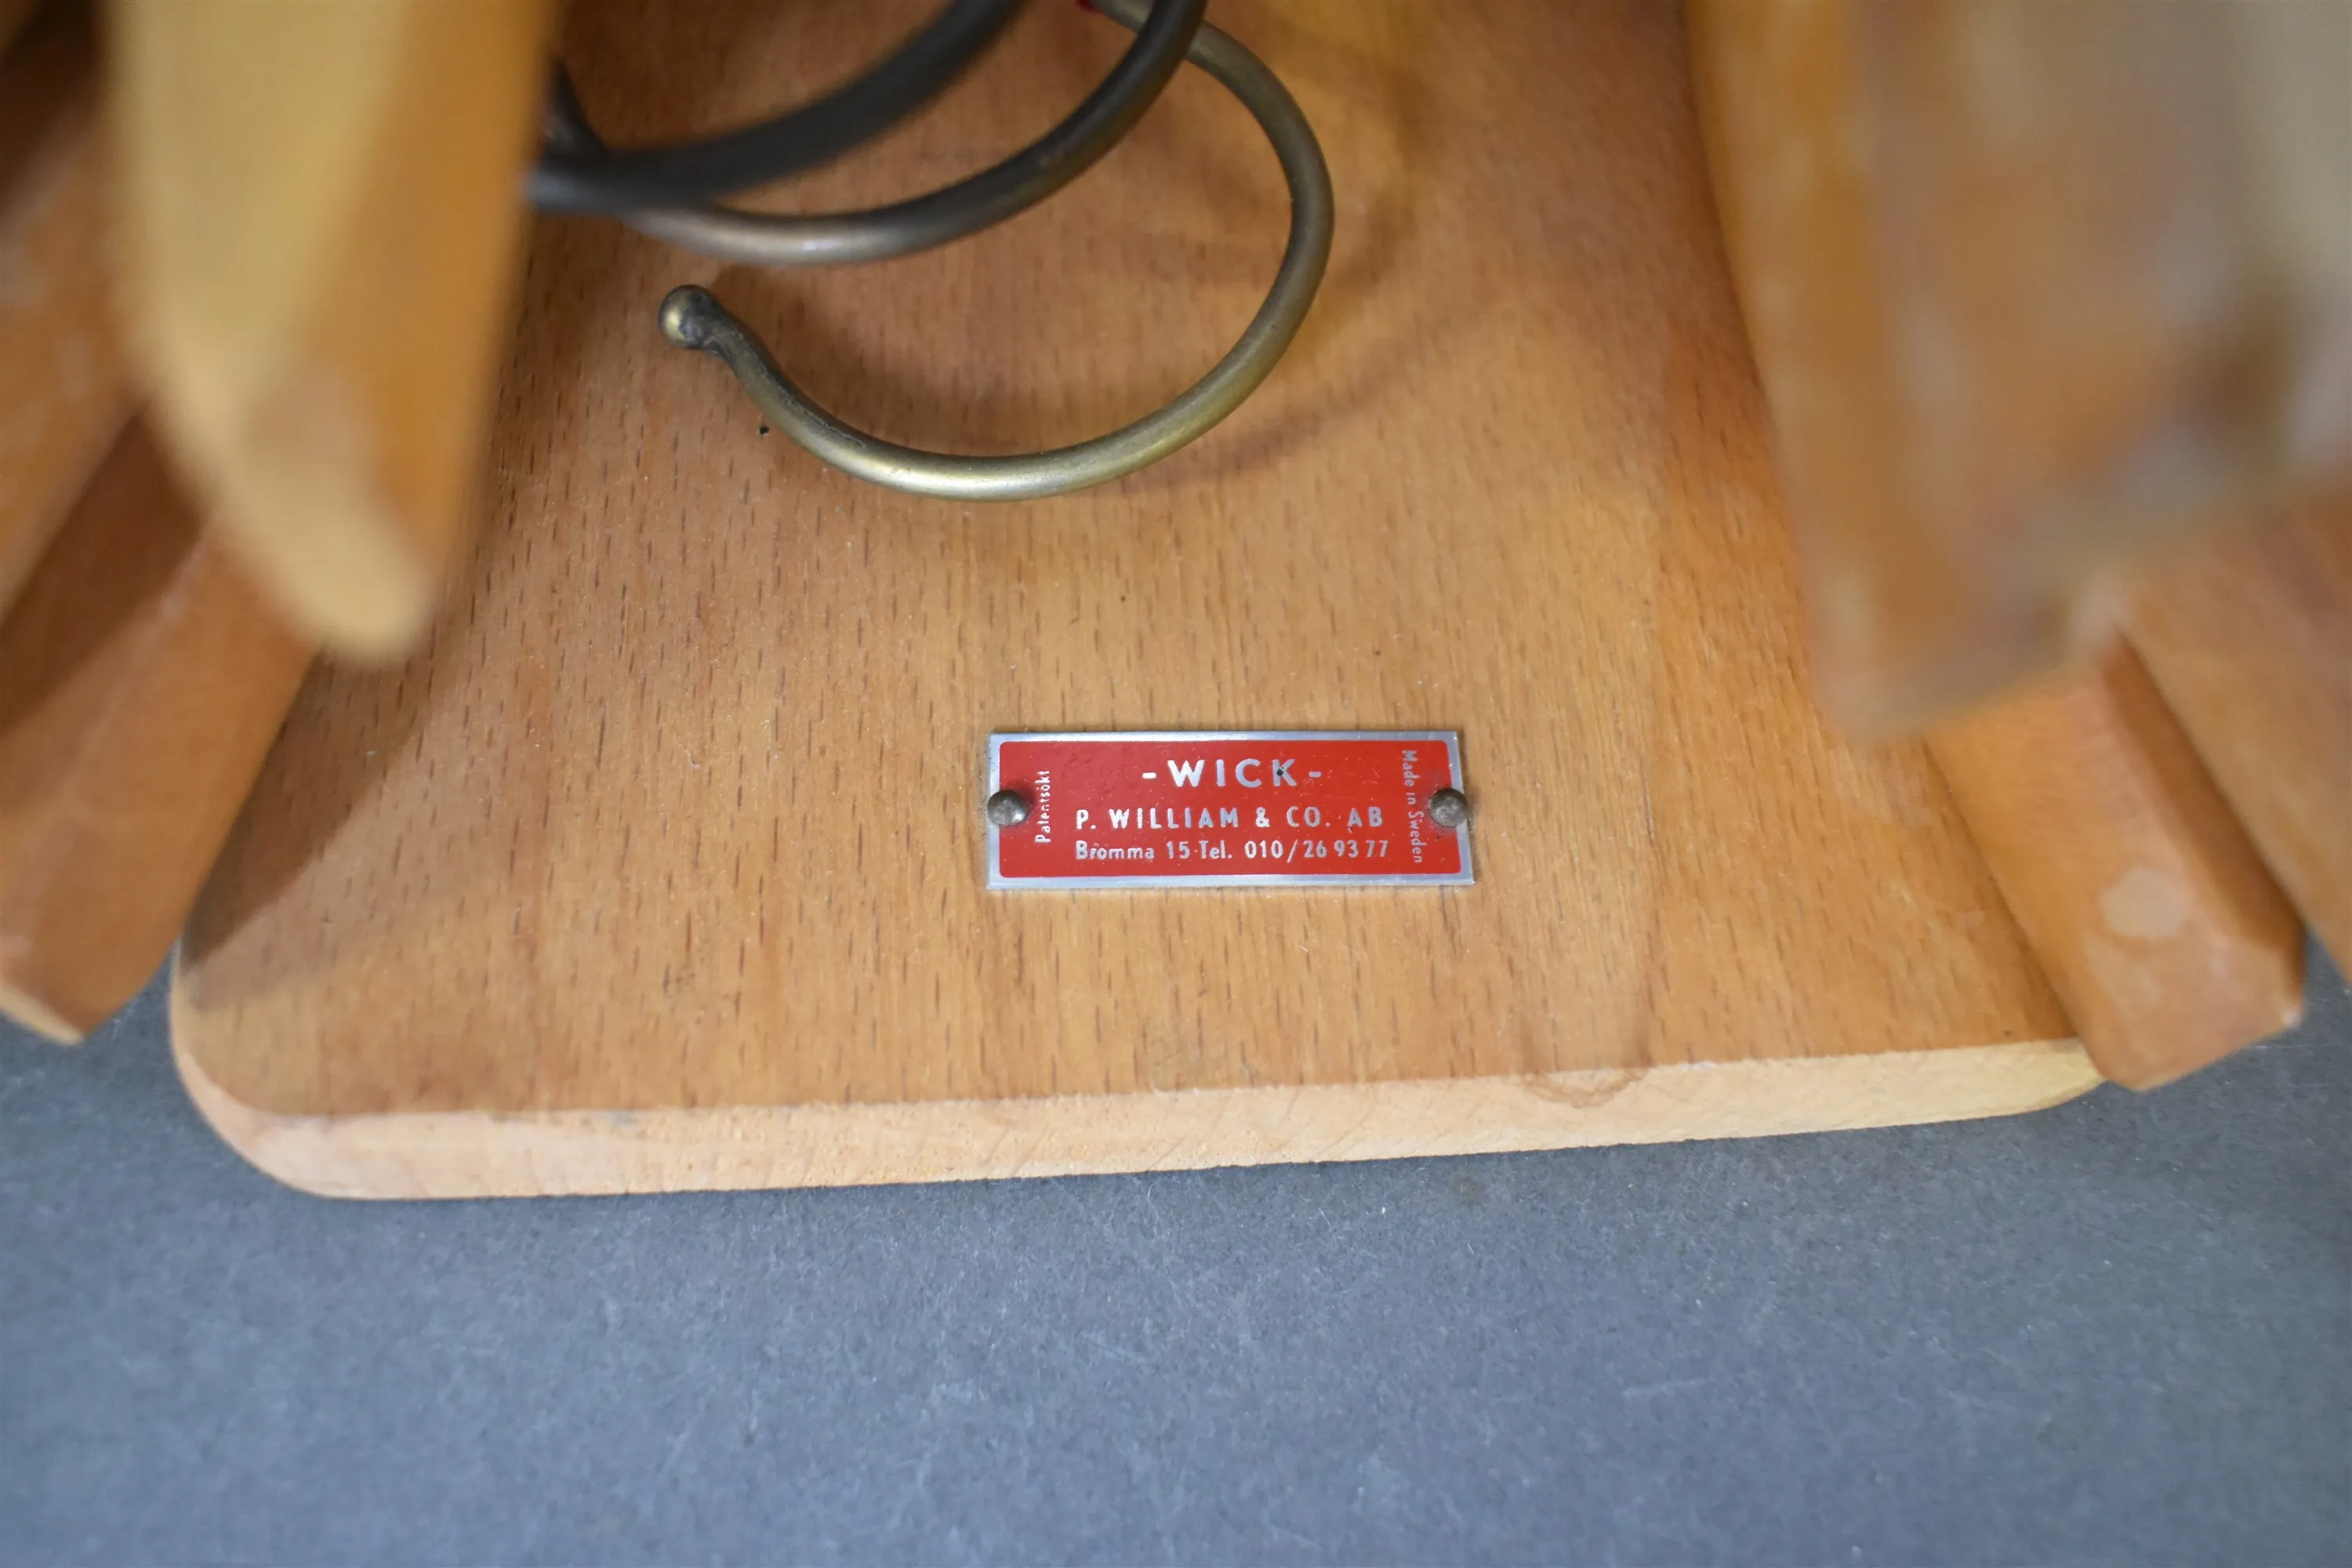 Patentsökt
-WICK-
P. WILLIAM & CO. AB
Bromma 15-Tel. 010/26 93 77
Made in Sweden